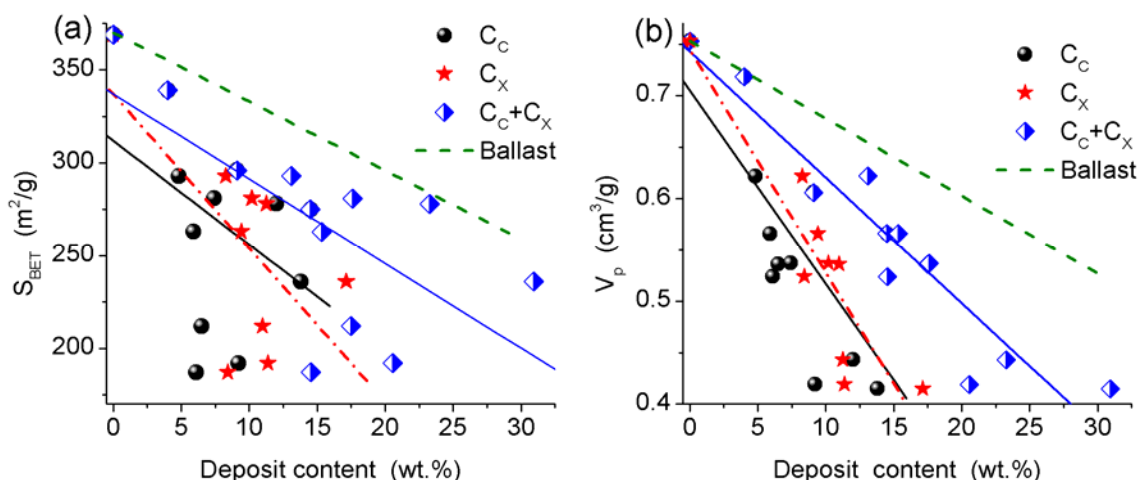 (a)
C_C
C_X
C_C+C_X
Ballast
350
300
250
200
S_BET (m²/g)
0 5 10 15 20 25 30
Deposit content (wt.%)
(b)
C_C
C_X
C_C+C_X
Ballast
0.7
0.6
0.5
0.4
V_p (cm³/g)
0 5 10 15 20 25 30
Deposit content (wt.%)